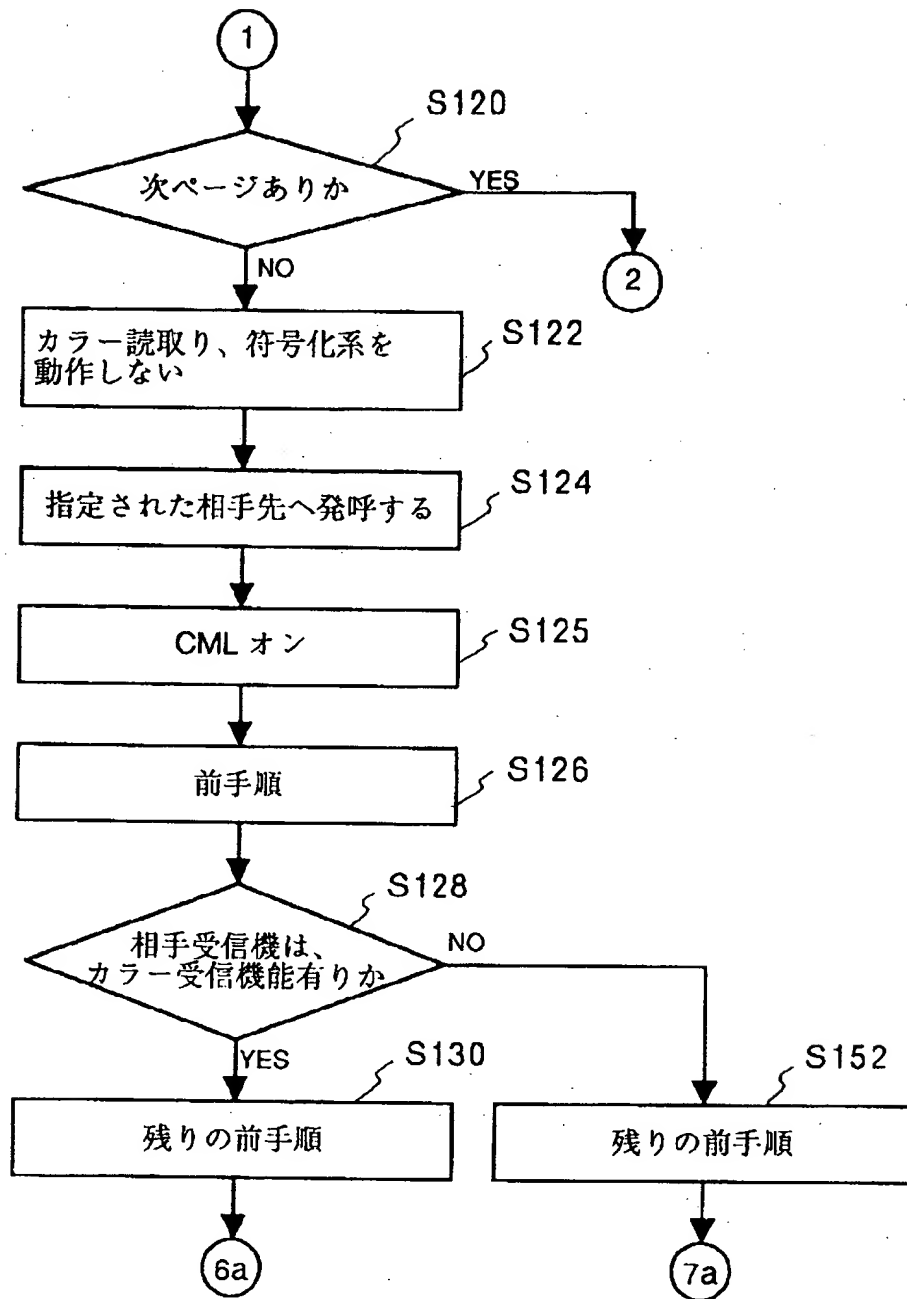 1
S120
次ページありか
YES
2
NO
カラー読取り、符号化系を
動作しない
S122
指定された相手先へ発呼する
S124
CML オン
S125
前手順
S126
S128
相手受信機は、
カラー受信機能有りか
NO
YES
S130
残りの前手順
S152
残りの前手順
6a
7a